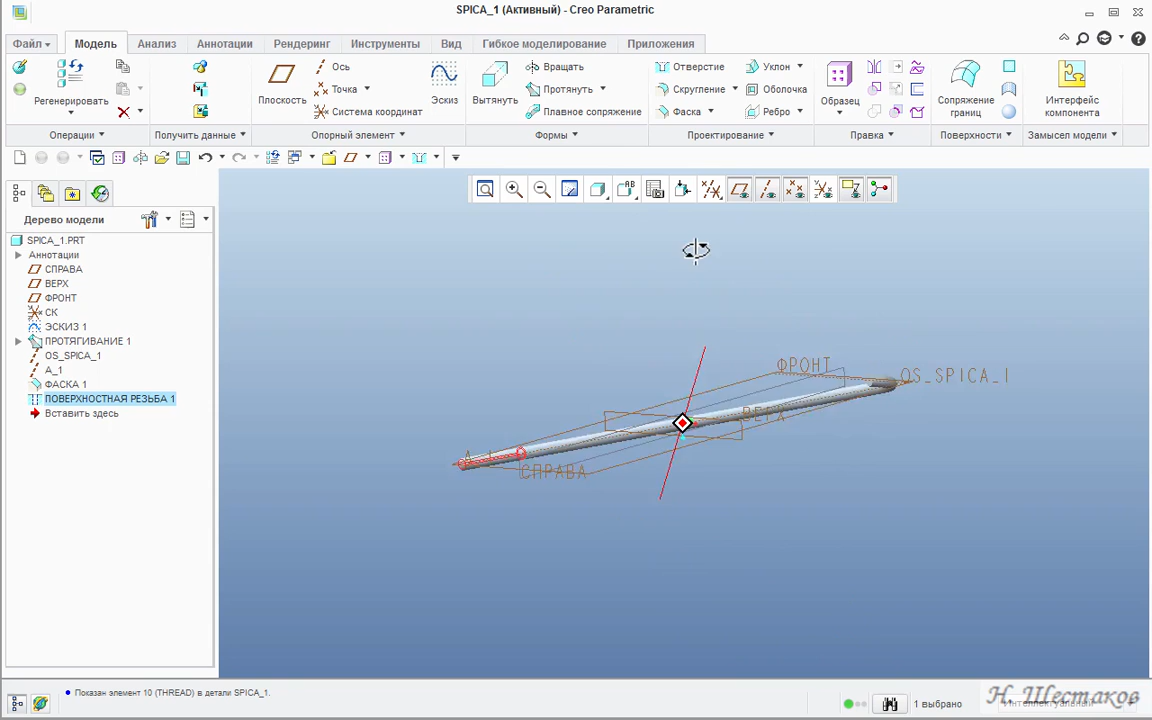 SPICA_1 (Активный) - Creo Parametric
Файл
Модель
Анализ
Аннотации
Рендеринг
Инструменты
Вид
Гибкое моделирование
Приложения
Регенерировать
Плоскость
Ось
Точка
Система координат
Эскиз
Вытянуть
Вращать
Протянуть
Плавное сопряжение
Отверстие
Скругление
Фаска
Уклон
Оболочка
Ребро
Образец
Сопряжение границ
Интерфейс компонента
Операции
Получить данные
Опорный элемент
Формы
Проектирование
Правка
Поверхности
Замысел модели
Дерево модели
SPICA_1.PRT
Аннотации
СПРАВА
ВЕРХ
ФРОНТ
СК
ЭСКИЗ 1
ПРОТЯГИВАНИЕ 1
OS_SPICA_1
A_1
ФАСКА 1
ПОВЕРХНОСТНАЯ РЕЗЬБА 1
Вставить здесь
ФРОНТ
OS_SPICA_1
ВЕРХ
СПРАВА
Показан элемент 10 (THREAD) в детали SPICA_1.
1 выбрано
Н. Шестаков